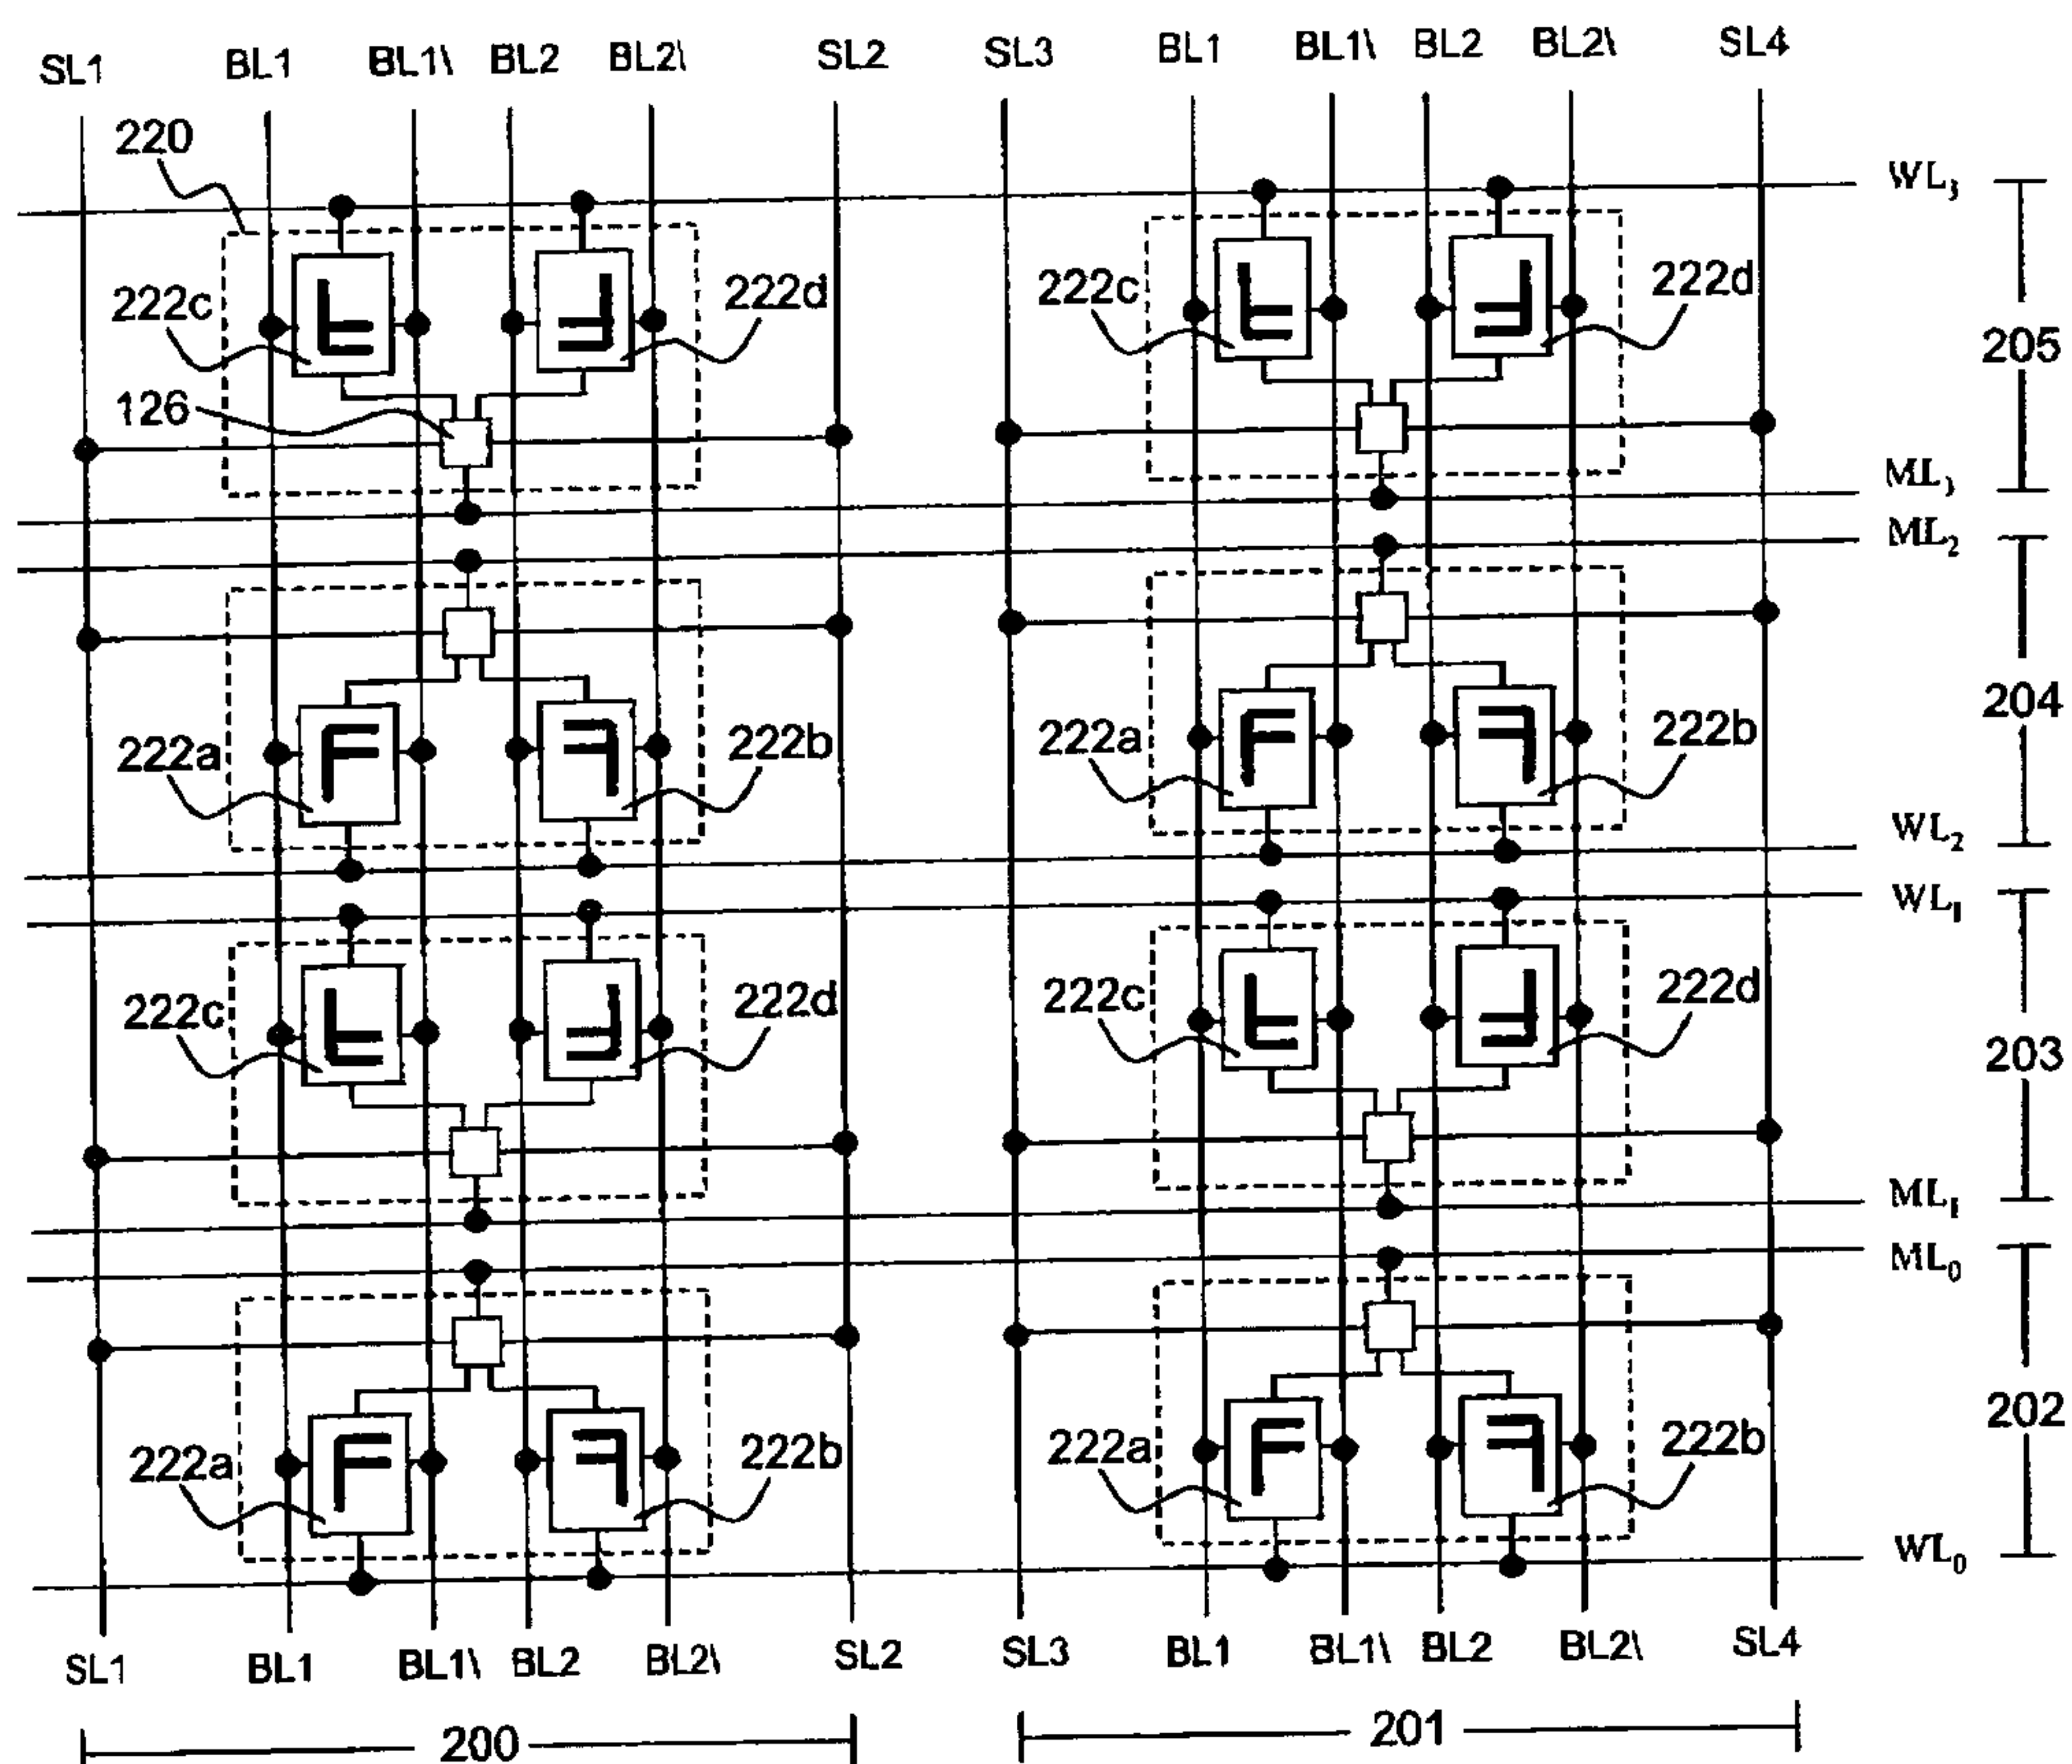 SL1 BL1 BL1\ BL2 BL2\ SL2 SL3 BL1 BL1\ BL2 BL2\ SL4
220
WL3
222c F F 222d 222c F F 222d
205
126
ML3
ML2
204
222a F F 222b 222a F F 222b
WL2
WL1
222c F F 222d 222c F F 222d
203
ML1
ML0
202
222a F F 222b 222a F F 222b
WL0
SL1 BL1 BL1\ BL2 BL2\ SL2 SL3 BL1 BL1\ BL2 BL2\ SL4
200 201